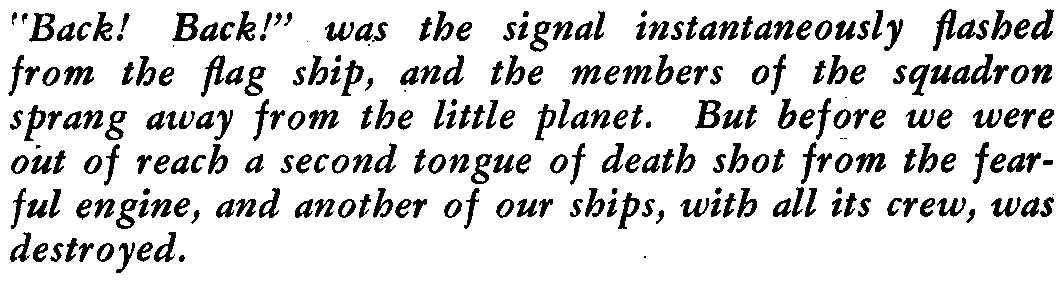 "Back! Back!" was the signal instantaneously flashed
from the flag ship, and the members of the squadron
sprang away from the little planet. But before we were
out of reach a second tongue of death shot from the fear-
ful engine, and another of our ships, with all its crew, was
destroyed.